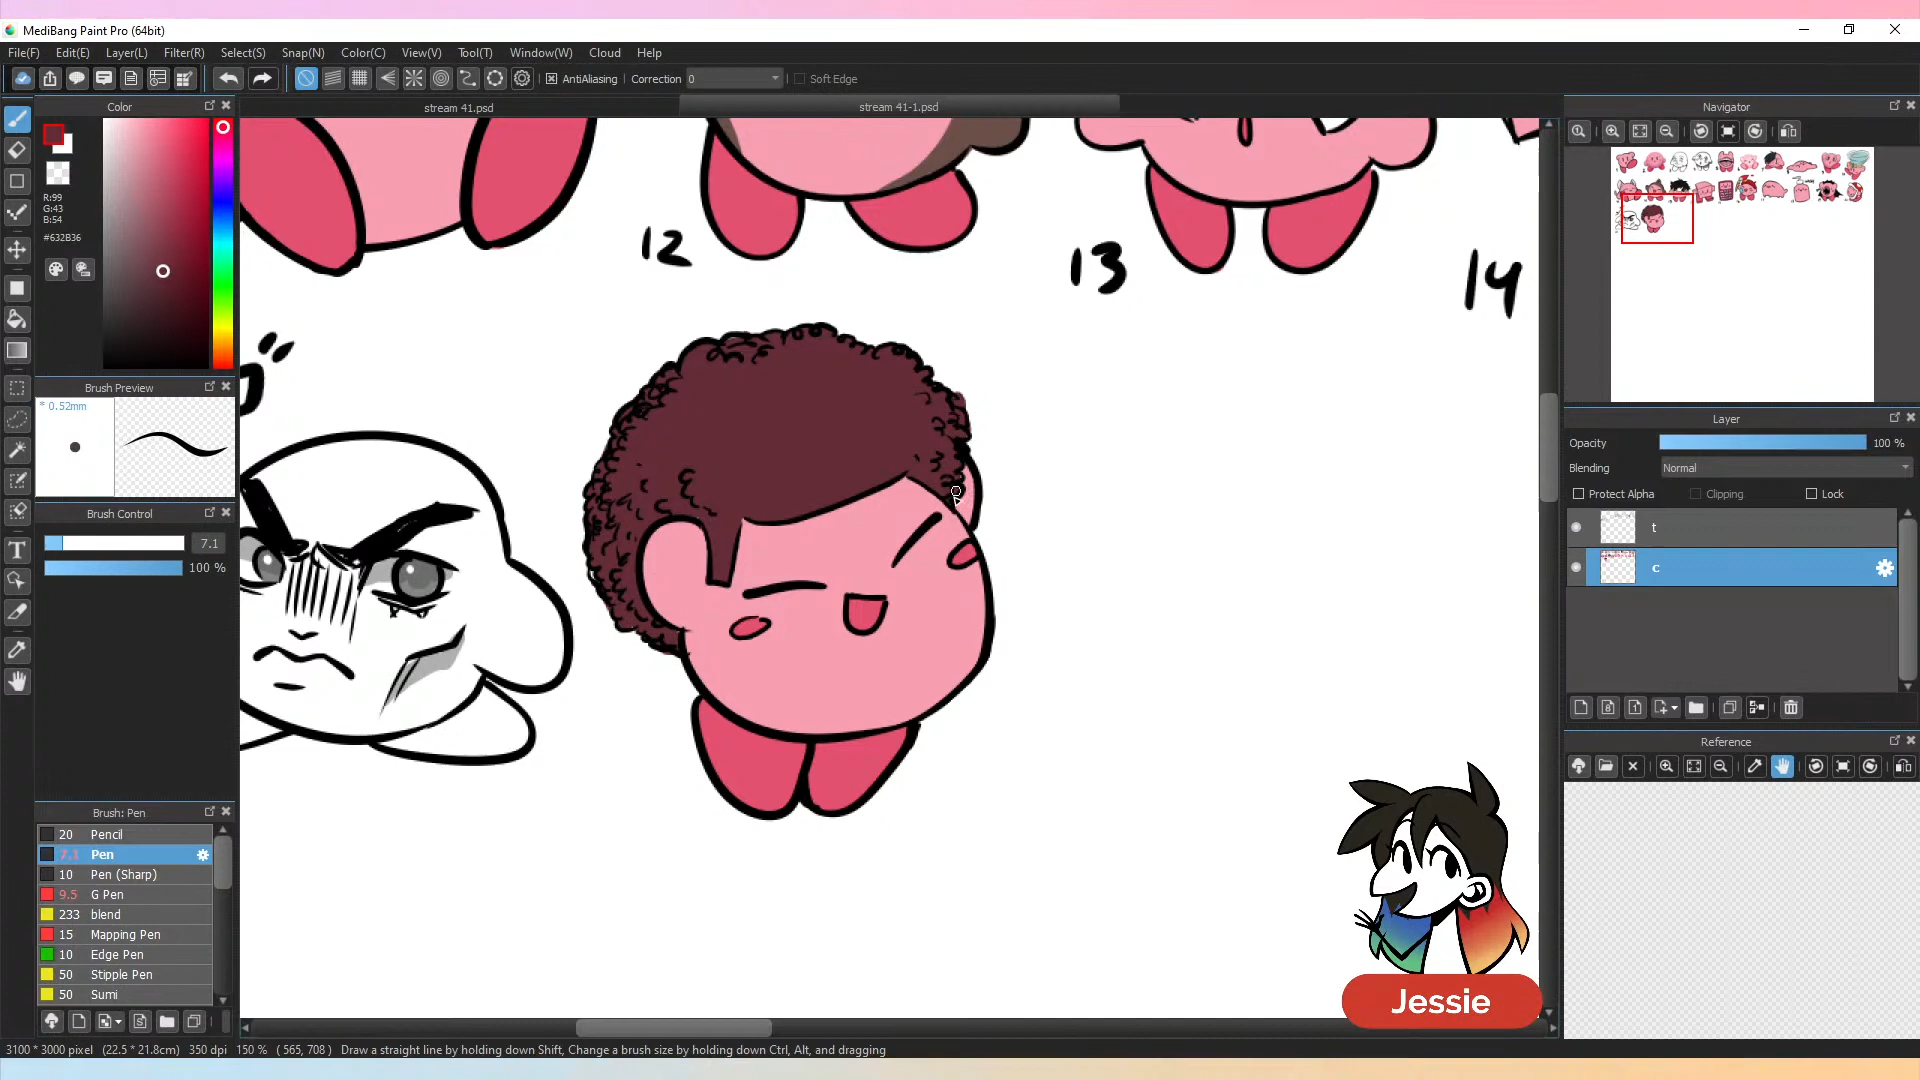 MediBang Paint Pro (64bit)
File(F) Edit(E) Layer(L) Filter(R) Select(S) Snap(N) Color(C) View(V) Tool(T) Window(W) Cloud Help
AntiAliasing Correction 0 Soft Edge
Color
stream 41.psd stream 41-1.psd
Navigator
R:99
G:43
B:54
#632B36
12
13
14
Brush Preview
* 0.52mm
Brush Control
7.1
100 %
Layer
Opacity 100 %
Blending Normal
Protect Alpha Clipping Lock
t
c
Reference
Brush: Pen
20 Pencil
7.1 Pen
10 Pen (Sharp)
9.5 G Pen
233 blend
15 Mapping Pen
10 Edge Pen
50 Stipple Pen
50 Sumi
Jessie
3100 * 3000 pixel (22.5 * 21.8cm) 350 dpi 150 % ( 565, 708 ) Draw a straight line by holding down Shift, Change a brush size by holding down Ctrl, Alt, and dragging